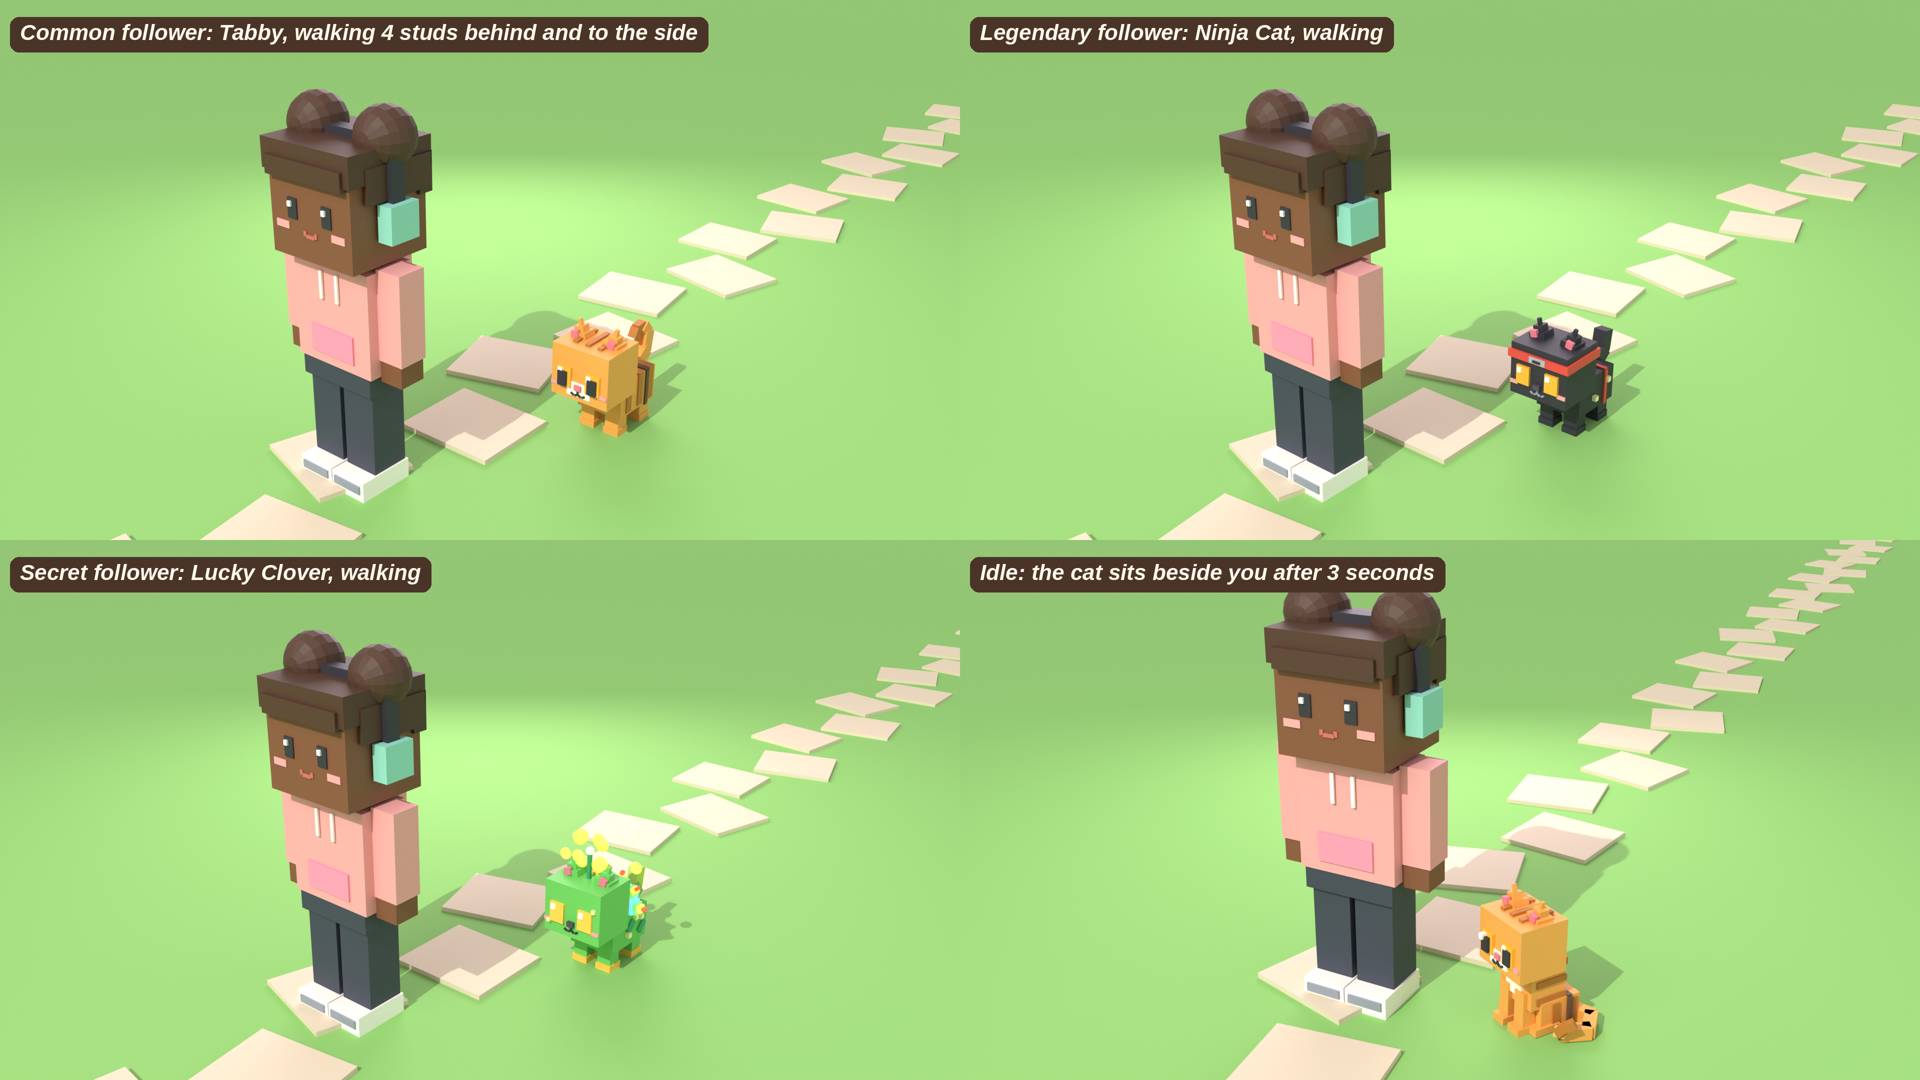 Common follower: Tabby, walking 4 studs behind and to the side
Legendary follower: Ninja Cat, walking
Secret follower: Lucky Clover, walking
Idle: the cat sits beside you after 3 seconds